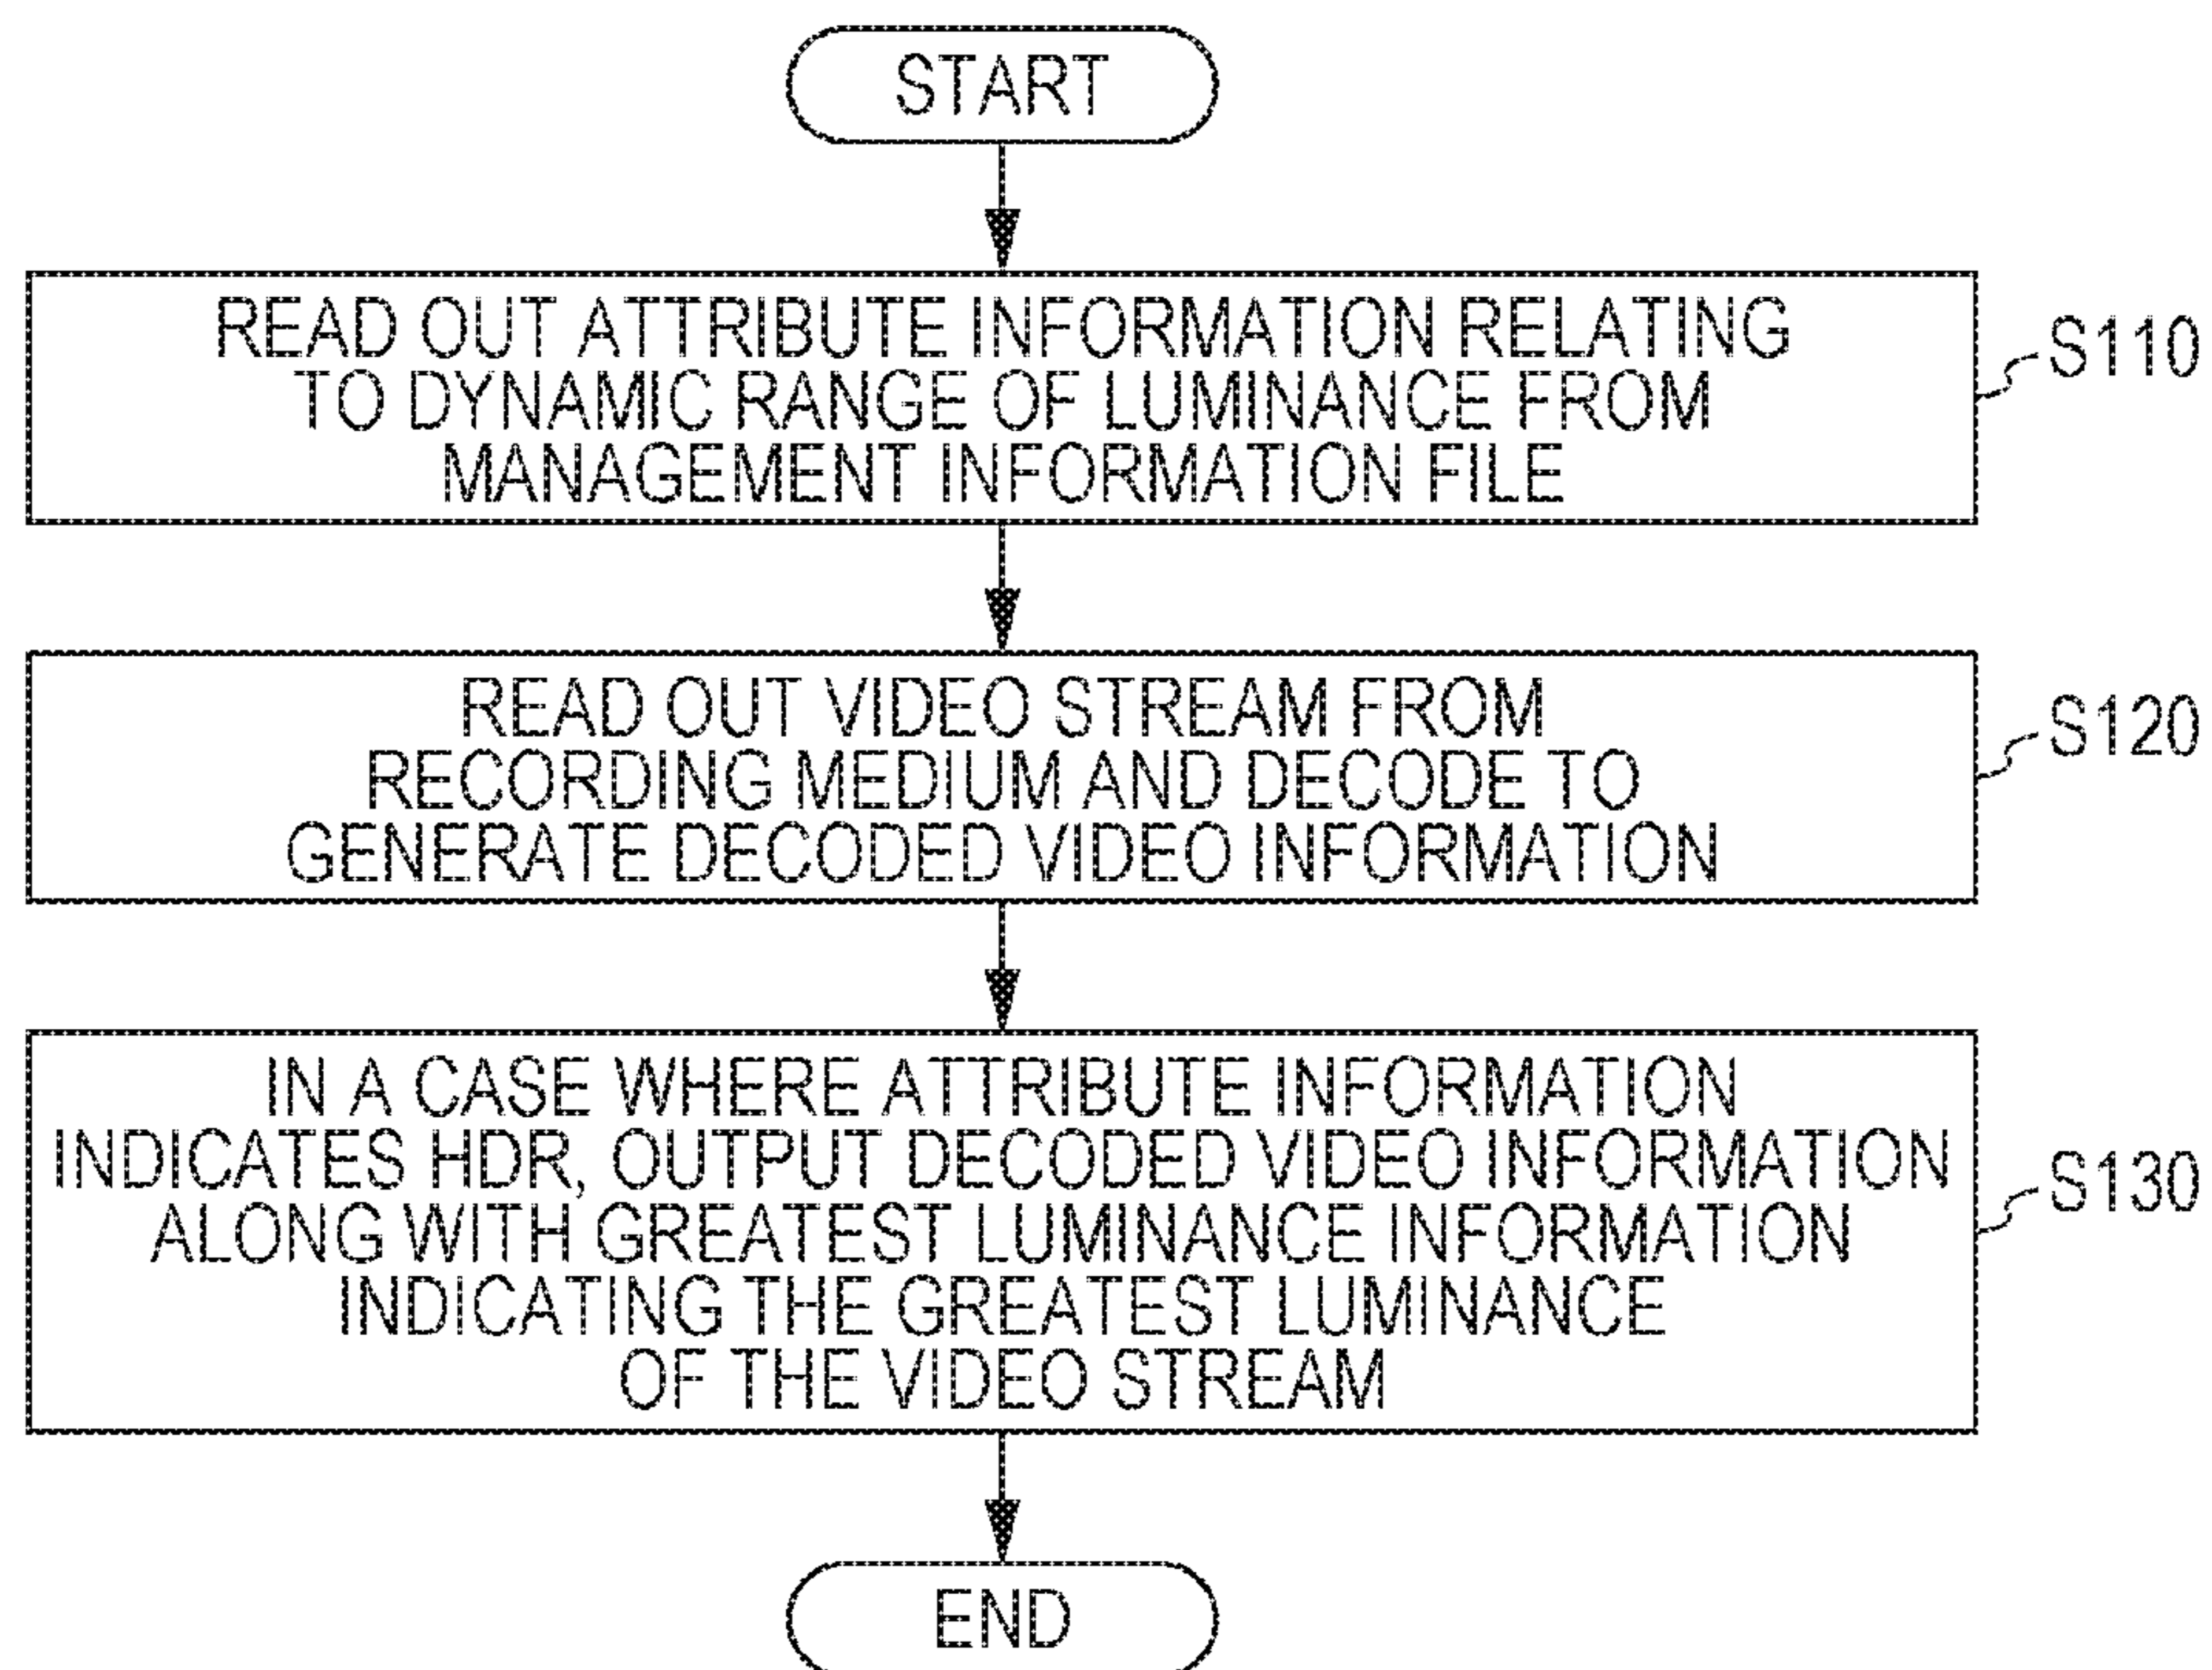 START
READ OUT ATTRIBUTE INFORMATION RELATING
TO DYNAMIC RANGE OF LUMINANCE FROM
MANAGEMENT INFORMATION FILE
S110
READ OUT VIDEO STREAM FROM
RECORDING MEDIUM AND DECODE TO
GENERATE DECODED VIDEO INFORMATION
S120
IN A CASE WHERE ATTRIBUTE INFORMATION
INDICATES HDR, OUTPUT DECODED VIDEO INFORMATION
ALONG WITH GREATEST LUMINANCE INFORMATION
INDICATING THE GREATEST LUMINANCE
OF THE VIDEO STREAM
S130
END